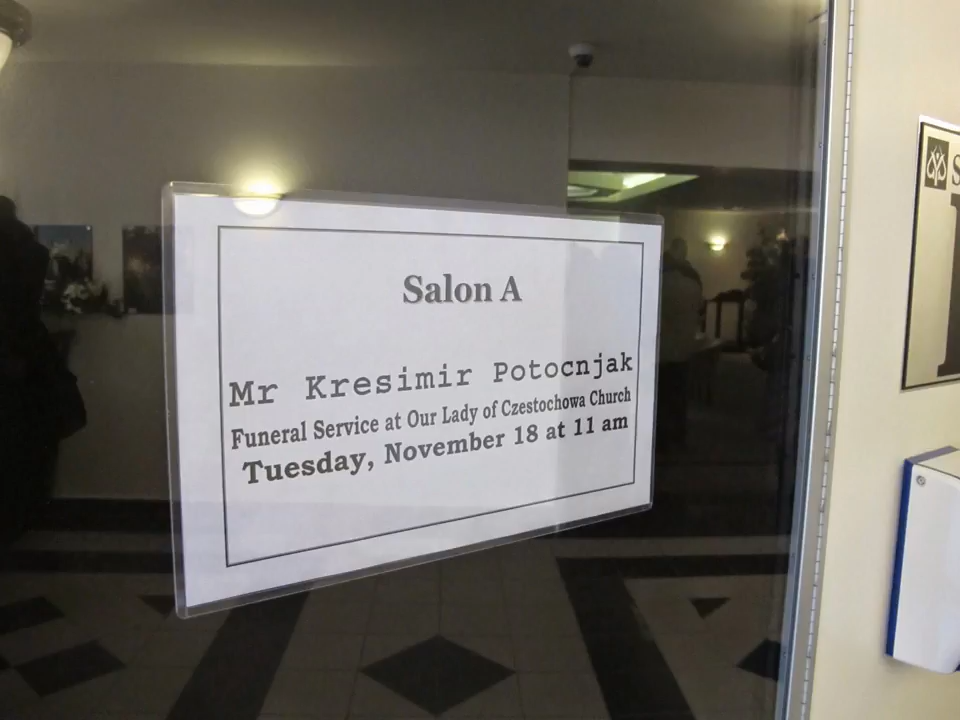 Salon A
Mr Kresimir Potocnjak
Funeral Service at Our Lady of Czestochowa Church
Tuesday, November 18 at 11 am
S